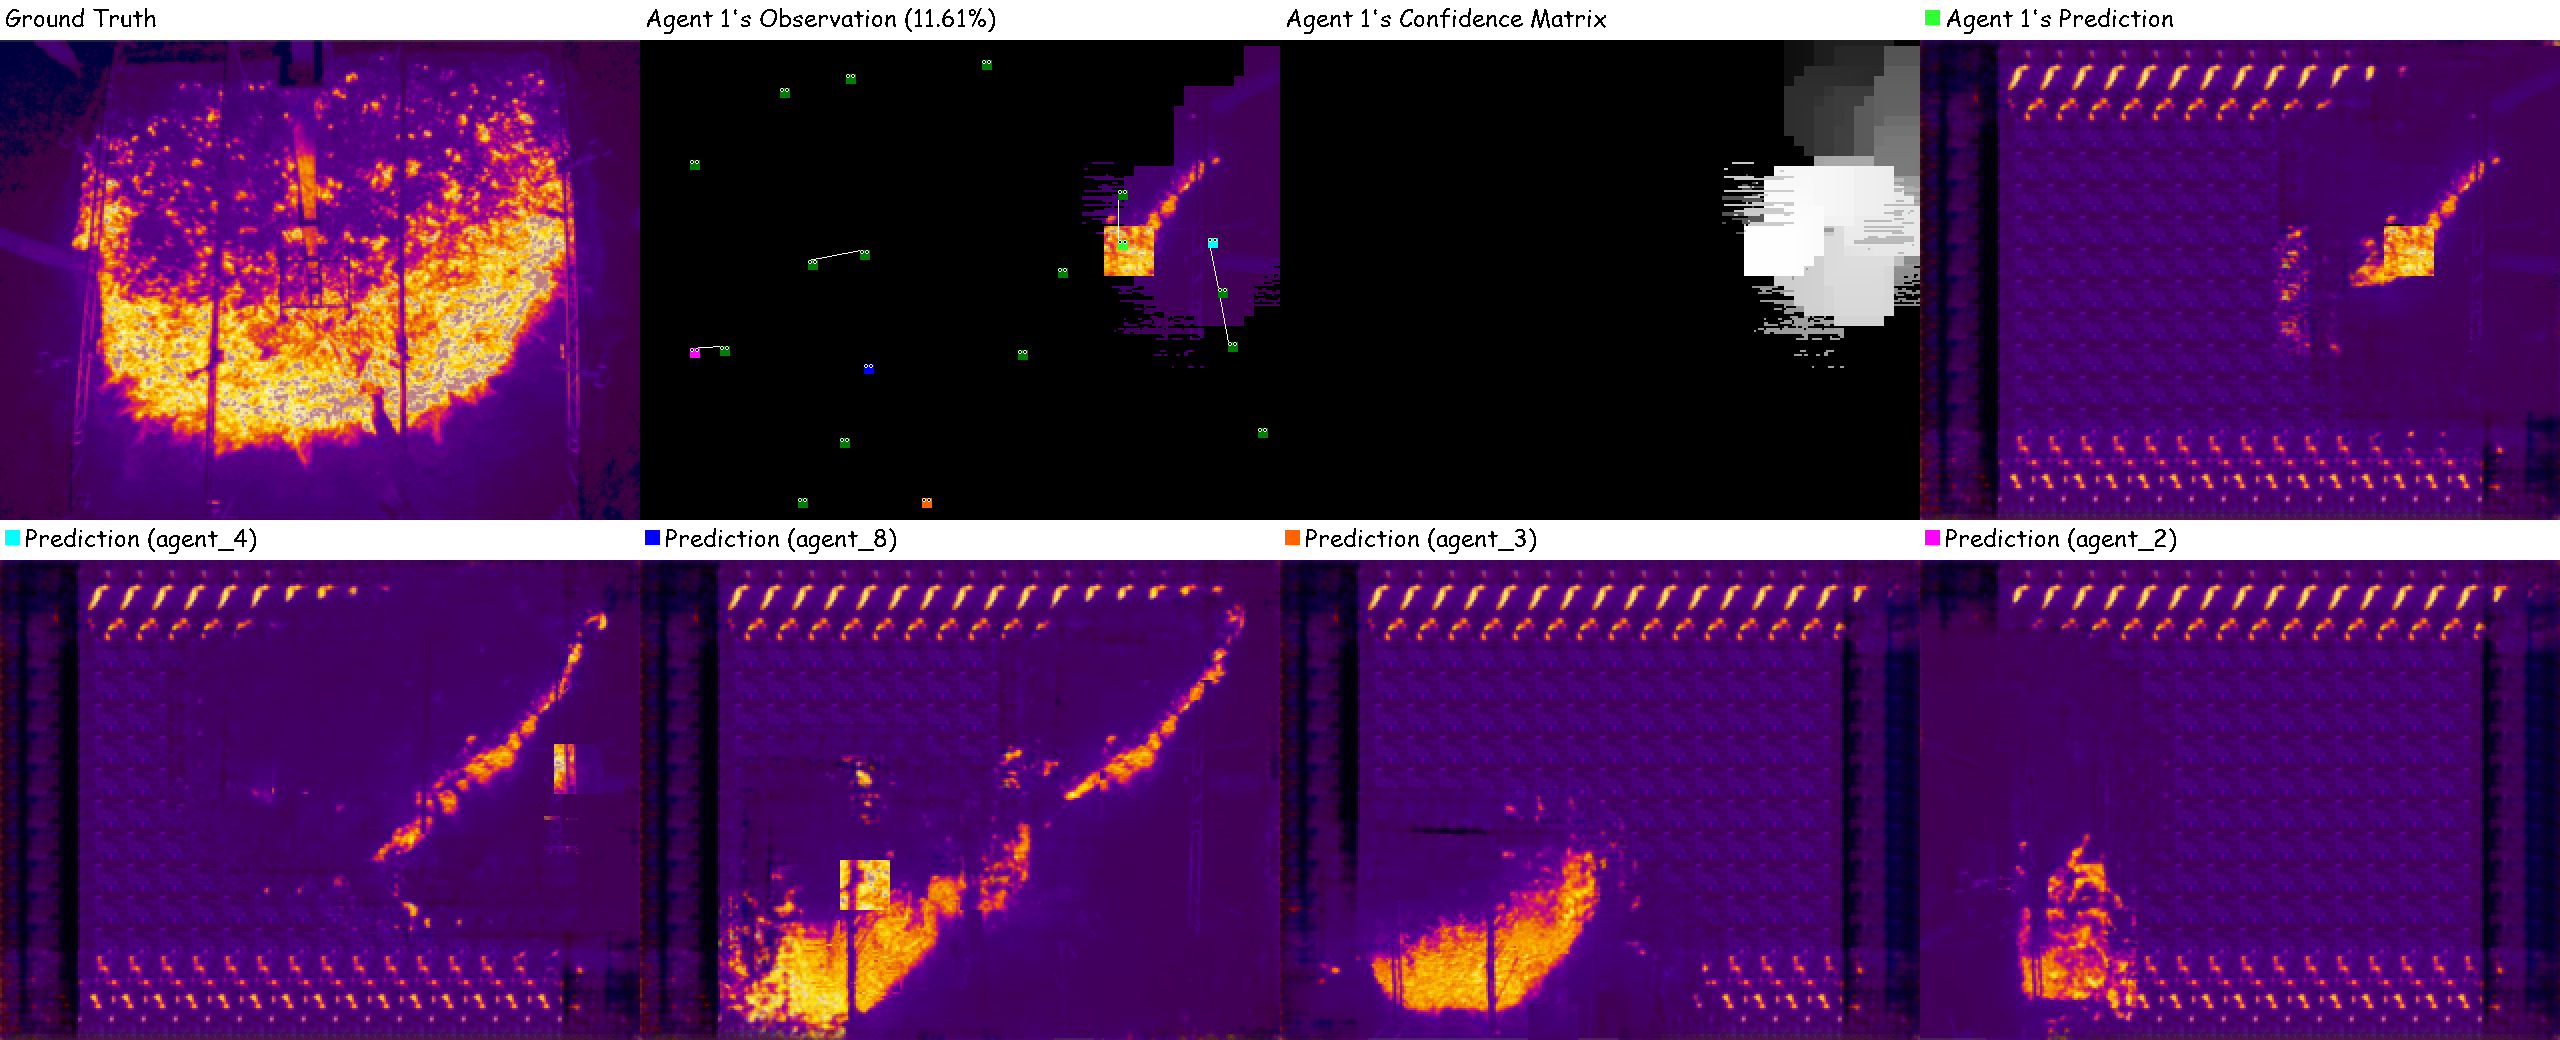 Ground Truth
Agent 1's Observation (11.61%)
Agent 1's Confidence Matrix
Agent 1's Prediction
Prediction (agent_4)
Prediction (agent_8)
Prediction (agent_3)
Prediction (agent_2)